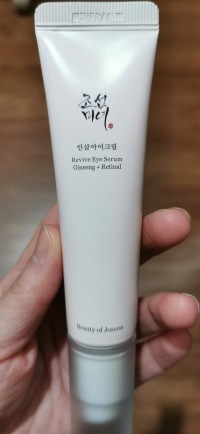 조선
미녀
인삼아이크림
Revive Eye Serum
Ginseng + Retinal
Beauty of Joseon